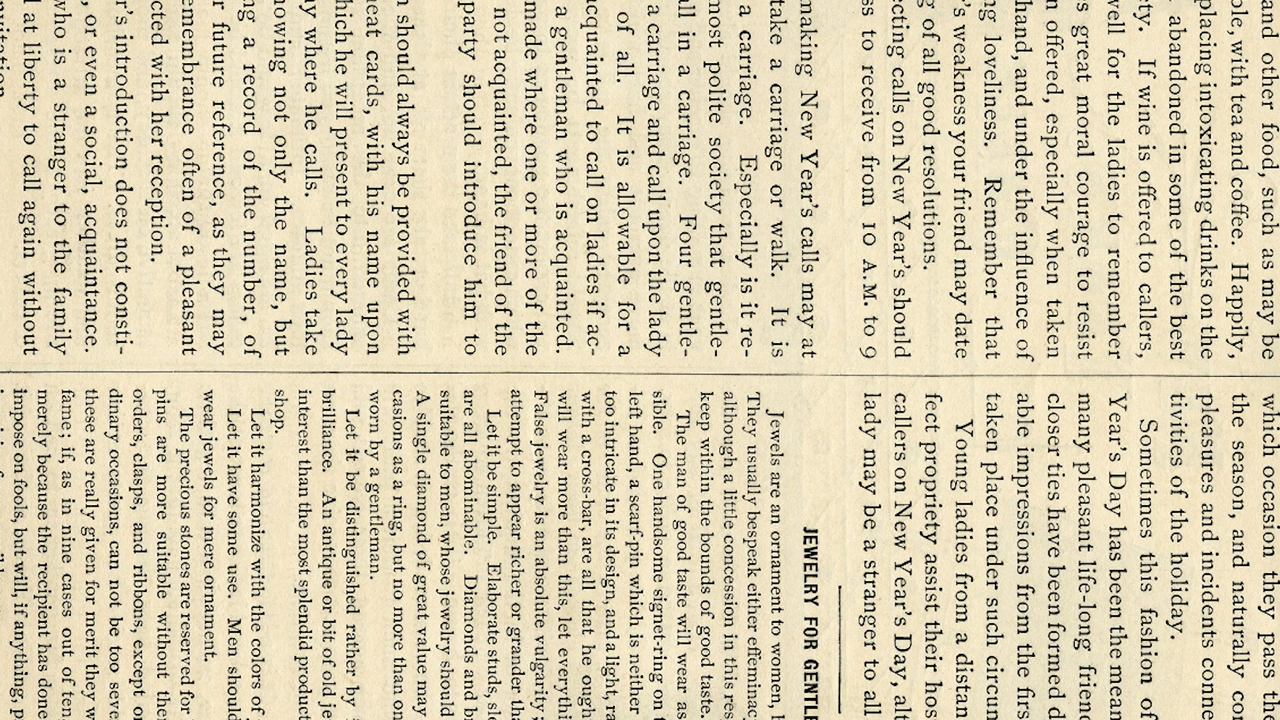 and other food, such as may be
ole, with tea and coffee. Happily,
placing intoxicating drinks on the
abandoned in some of the best
ety. If wine is offered to callers,
well for the ladies to remember
s great moral courage to resist
n offered, especially when taken
hand, and under the influence of
ng loveliness. Remember that
's weakness your friend may date
g of all good resolutions.
ecting calls on New Year's should
ss to receive from 10 A.M. to 9
making New Year's calls may at
take a carriage or walk. It is
a carriage. Especially is it re-
most polite society that gentle-
all in a carriage. Four gentle-
a carriage and call upon the lady
of all. It is allowable for a
acquainted to call on ladies if ac-
a gentleman who is acquainted.
made where one or more of the
not acquainted, the friend of the
party should introduce him to
n should always be provided with
neat cards, with his name upon
hich he will present to every lady
y where he calls. Ladies take
nowing not only the name, but
ng a record of the number, of
r future reference, as they may
emembrance often of a pleasant
cted with her reception.
r's introduction does not consti-
, or even a social, acquaintance.
who is a stranger to the family
l at liberty to call again without
nvitation
which occasion they pass th
the season, and naturally co
pleasures and incidents conne
tivities of the holiday.
Sometimes this fashion of
Year's Day has been the mean
many pleasant life-long frienc
closer ties have been formed d
able impressions from the firs
taken place under such circun
Young ladies from a distan
fect propriety assist their hos
callers on New Year's Day, alt
lady may be a stranger to all
JEWELRY FOR GENTLE
Jewels are an ornament to women, b
They usually bespeak either effeminac
although a little concession in this res
keep within the bounds of good taste.
The man of good taste will wear as
sible. One handsome signet-ring on t
left hand, a scarf-pin which is neither
too intricate in its design, and a light, ra
with a cross-bar, are all that he ough
will wear more than this, let everythi
False jewelry is an absolute vulgarity;
attempt to appear richer or grander tha
Let it be simple. Elaborate studs, sle
are all abominable. Diamonds and br
suitable to men, whose jewelry should
A single diamond of great value may
casions as a ring, but no more than on
worn by a gentleman.
Let it be distinguished rather by
brilliance. An antique or bit of old je
interest than the most splendid product
shop.
Let it harmonize with the colors of
Let it have some use. Men should
wear jewels for mere ornament.
The precious stones are reserved for
pins are more suitable without ther
orders, clasps, and ribbons, except or
dinary occasions, can not be too seve
these are really given for merit they w
fame; if, as in nine cases out of ten
merely because the recipient has done
impose on fools, but will, if anything, p